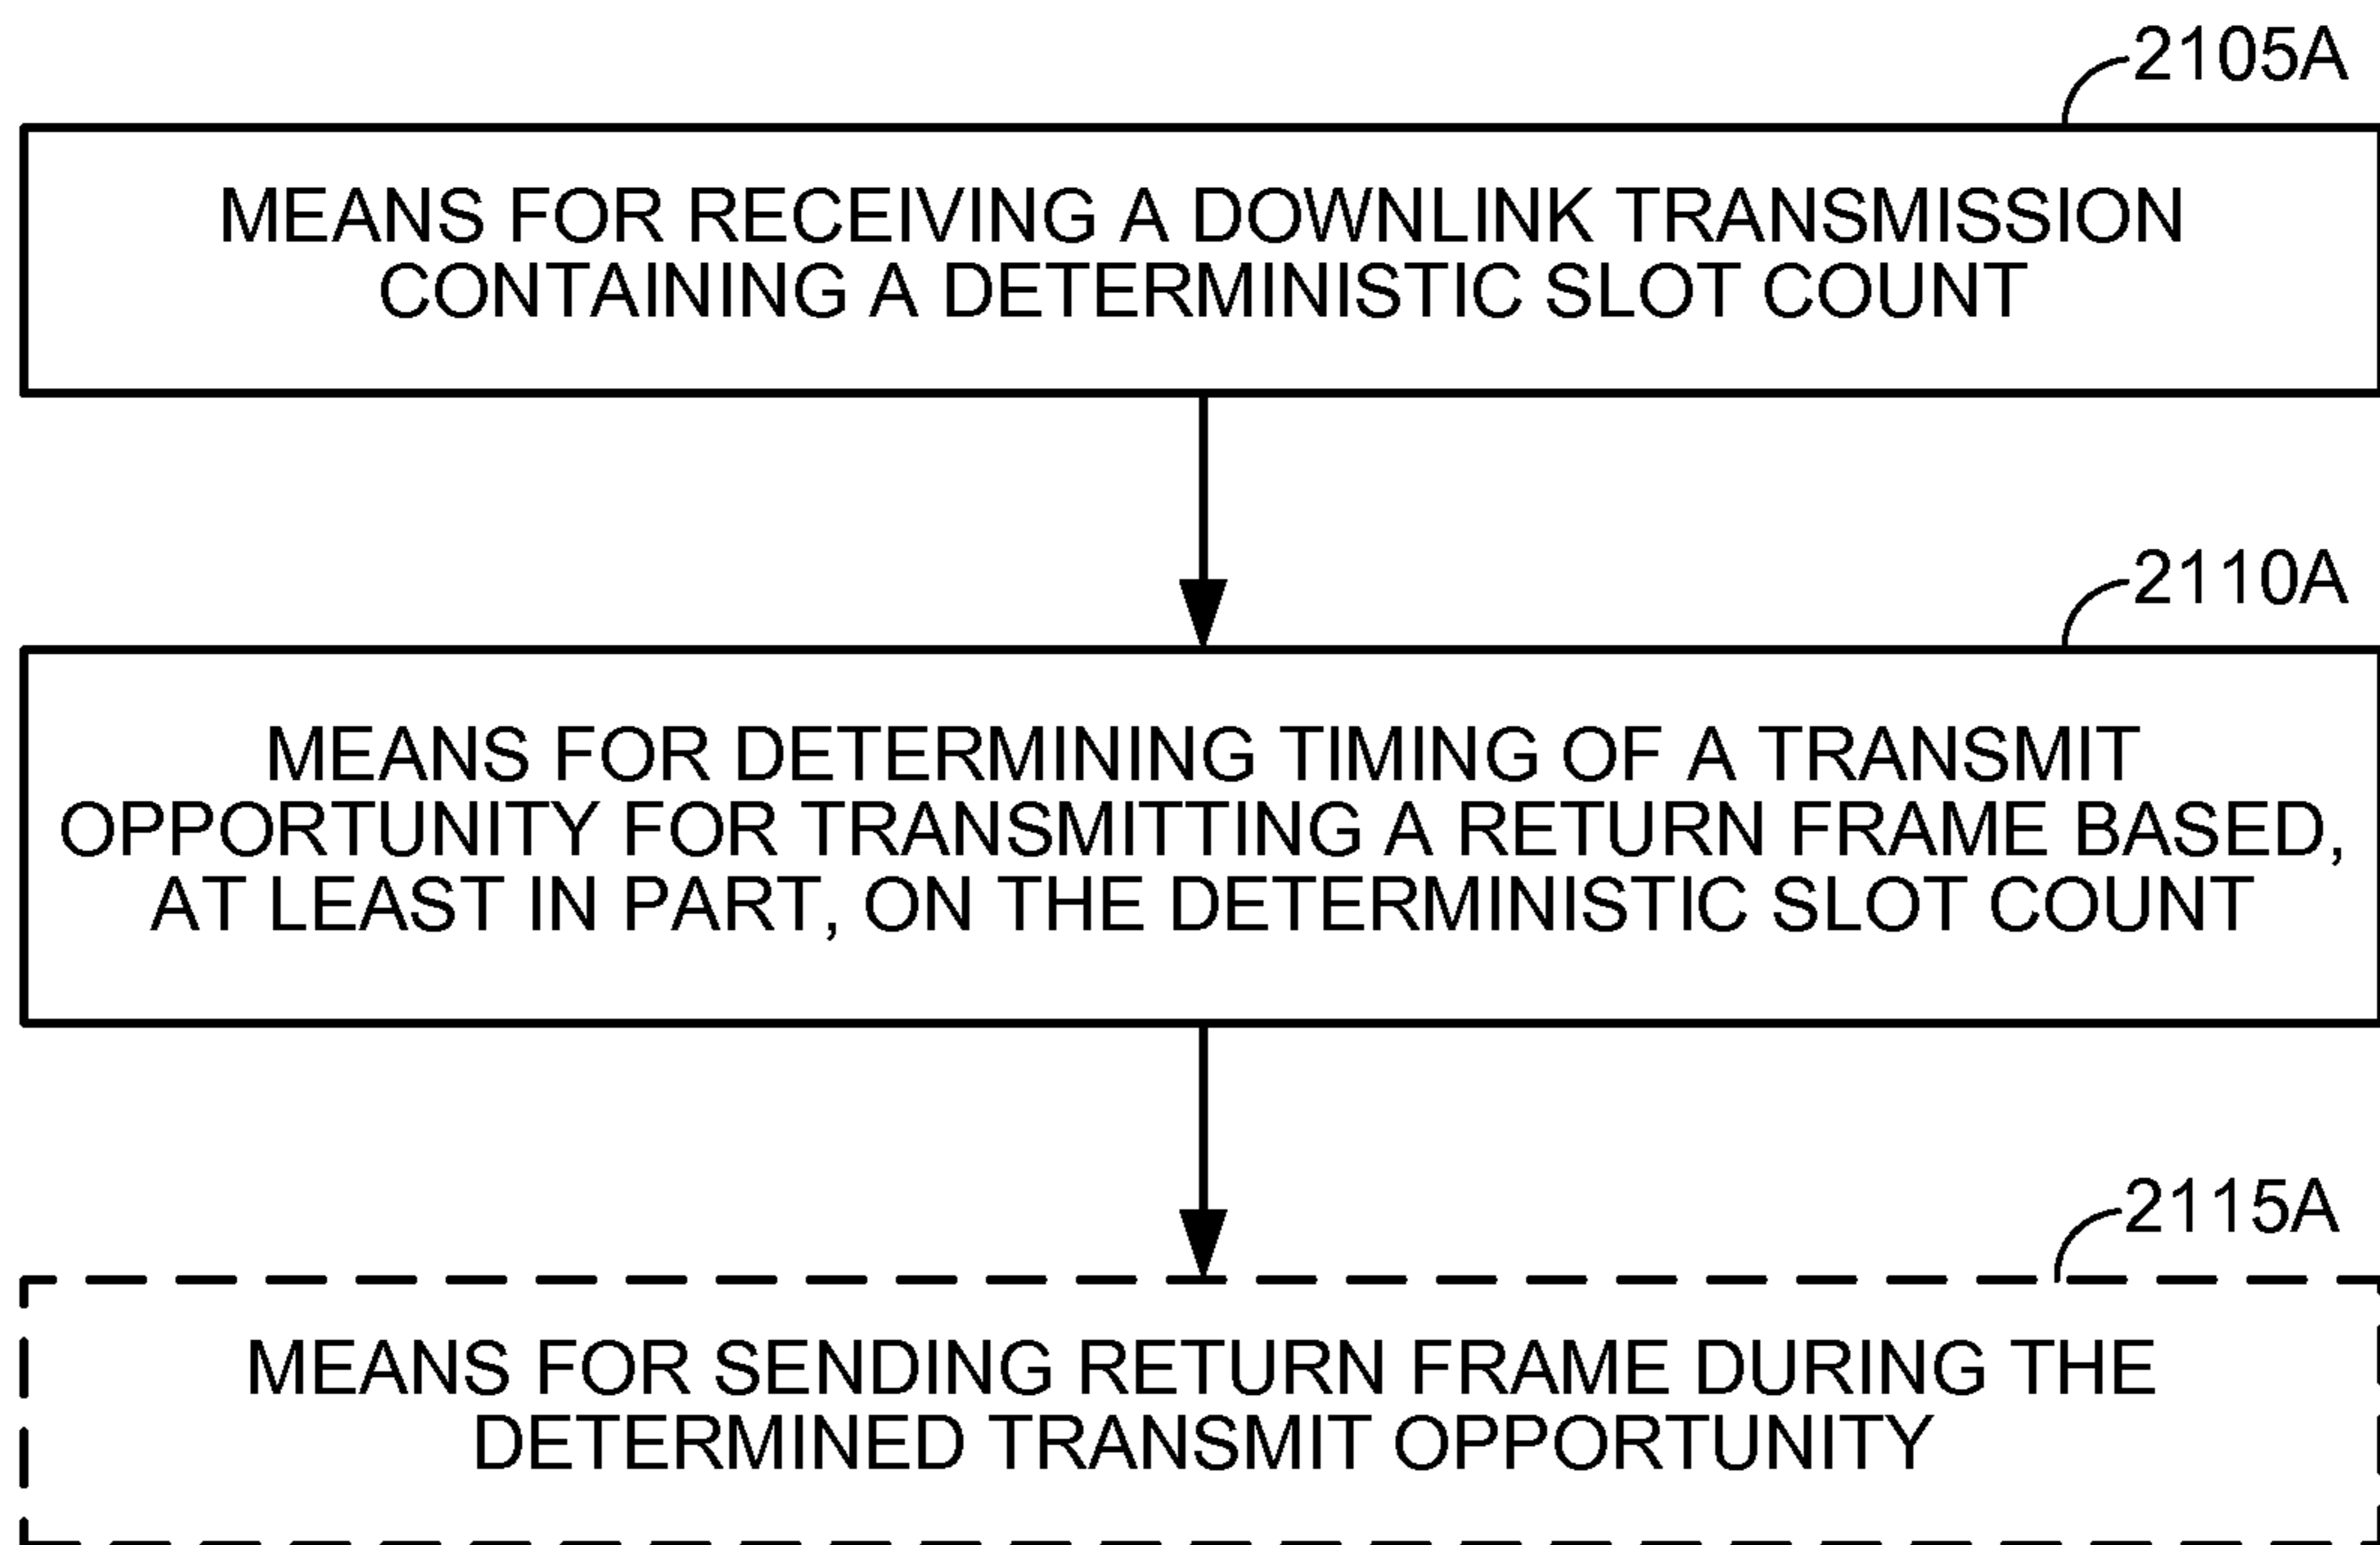 2105A
MEANS FOR RECEIVING A DOWNLINK TRANSMISSION
CONTAINING A DETERMINISTIC SLOT COUNT
2110A
MEANS FOR DETERMINING TIMING OF A TRANSMIT
OPPORTUNITY FOR TRANSMITTING A RETURN FRAME BASED,
AT LEAST IN PART, ON THE DETERMINISTIC SLOT COUNT
2115A
MEANS FOR SENDING RETURN FRAME DURING THE
DETERMINED TRANSMIT OPPORTUNITY